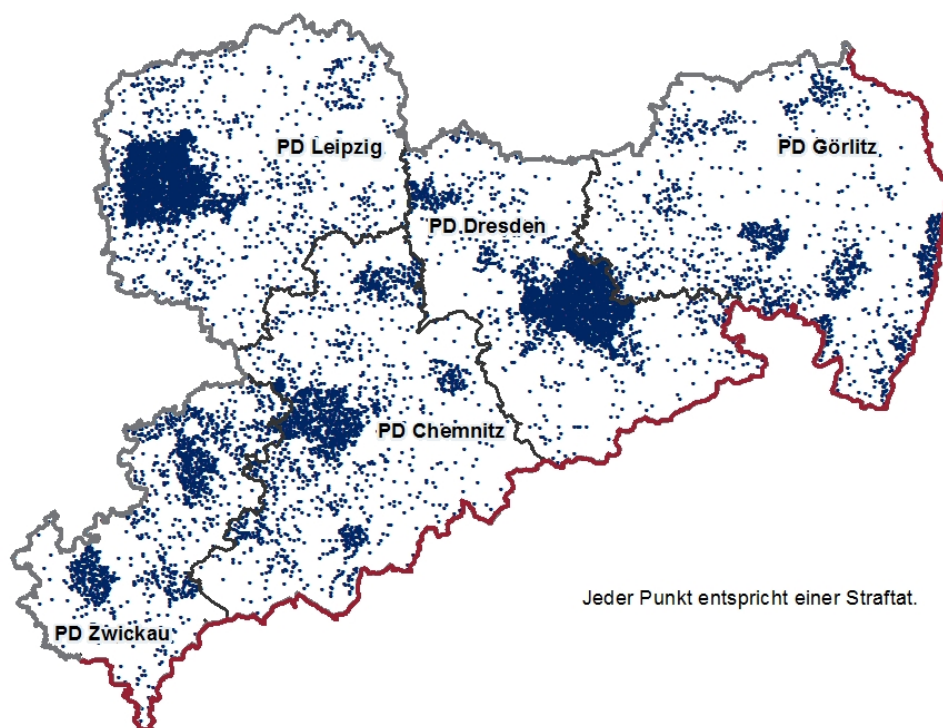 PD Leipzig
PD Görlitz
PD Dresden
PD Chemnitz
Jeder Punkt entspricht einer Straftat.
PD Zwickau